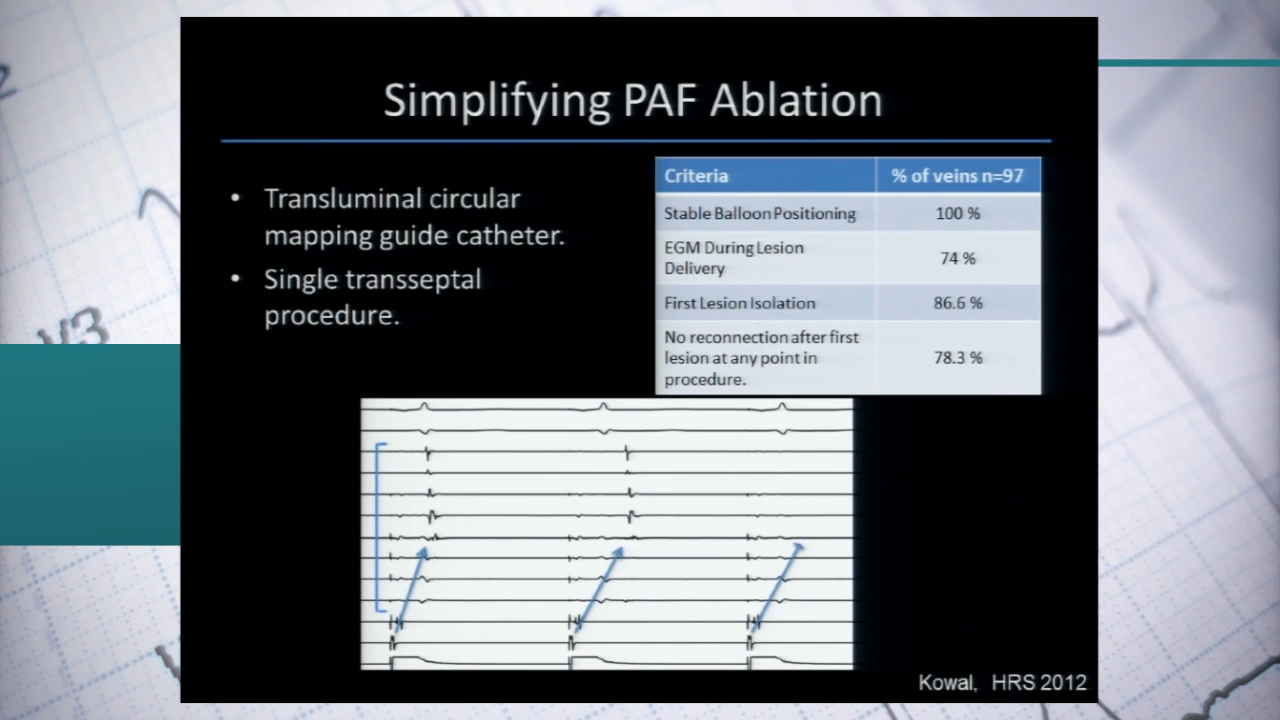 Simplifying PAF Ablation
• Transluminal circular
mapping guide catheter.
• Single transseptal
procedure.
Criteria % of veins n=97
Stable Balloon Positioning 100 %
EGM During Lesion
Delivery 74 %
First Lesion Isolation 86.6 %
No reconnection after first
lesion at any point in
procedure. 78.3 %
Kowal, HRS 2012
V3
2